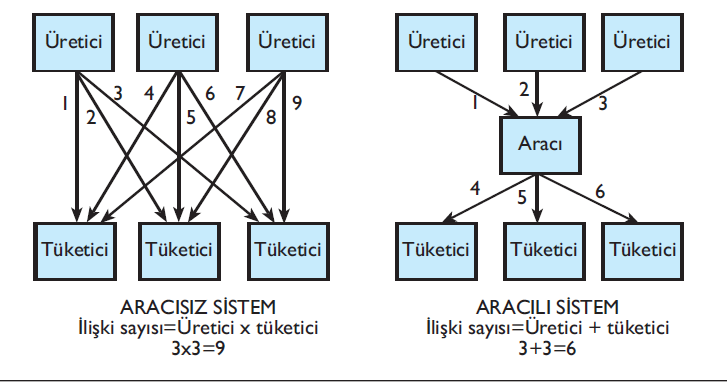 Üretici Üretici Üretici
1 2 3 4 5 6 7 8 9
Tüketici Tüketici Tüketici
ARACISIZ SİSTEM
İlişki sayısı=Üretici x tüketici
3x3=9
Üretici Üretici Üretici
1 2 3
Aracı
4 5 6
Tüketici Tüketici Tüketici
ARACILI SİSTEM
İlişki sayısı=Üretici + tüketici
3+3=6